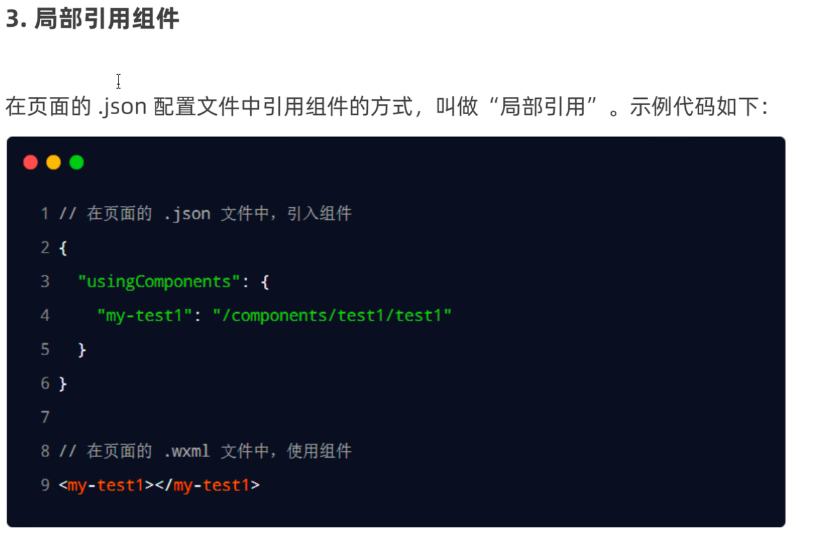 3. 局部引用组件
在页面的 .json 配置文件中引用组件的方式，叫做“局部引用”。示例代码如下：
1 // 在页面的 .json 文件中，引入组件
2 {
3   "usingComponents": {
4     "my-test1": "/components/test1/test1"
5   }
6 }
7
8 // 在页面的 .wxml 文件中，使用组件
9 <my-test1></my-test1>